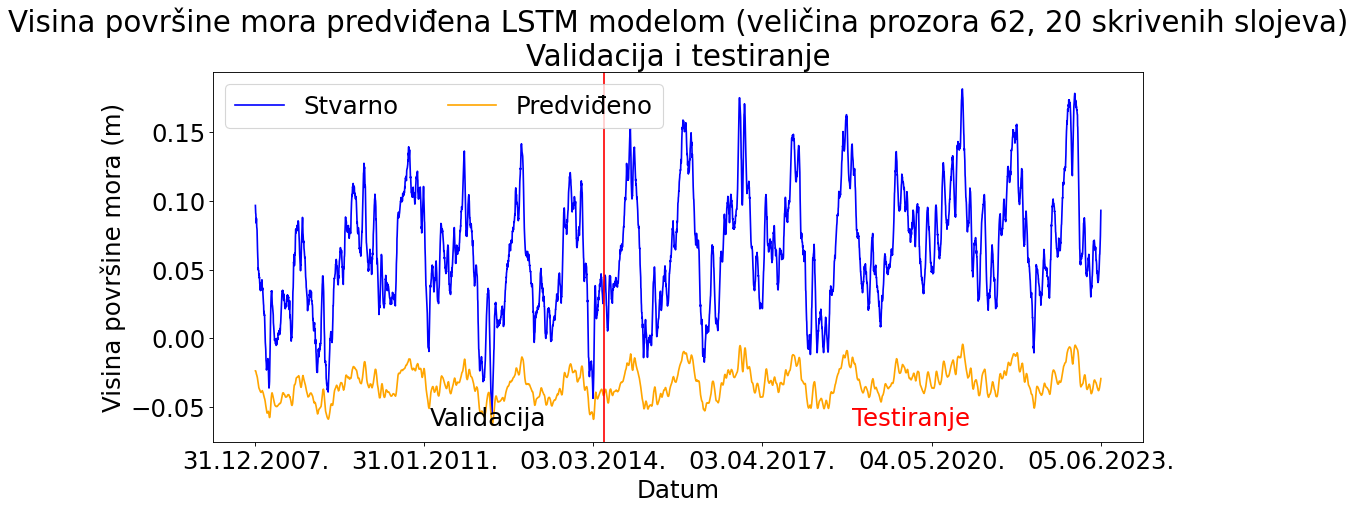 Visina površine mora predviđena LSTM modelom (veličina prozora 62, 20 skrivenih slojeva)
Validacija i testiranje
Stvarno
Predviđeno
Visina površine mora (m)
0.15
0.10
0.05
0.00
−0.05
Validacija
Testiranje
31.12.2007.
31.01.2011.
03.03.2014.
03.04.2017.
04.05.2020.
05.06.2023.
Datum